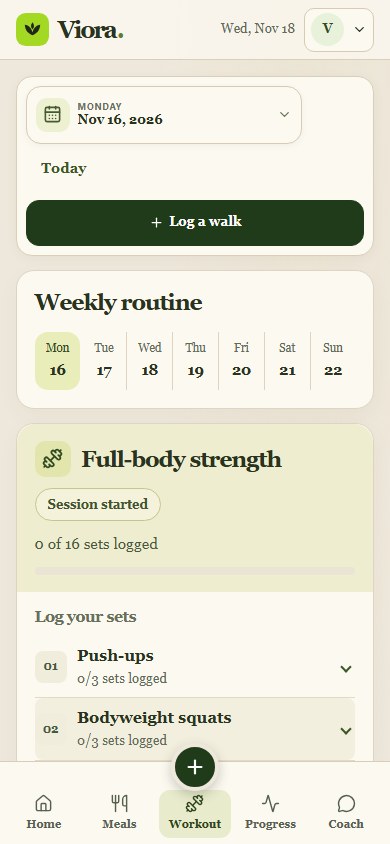 Viora.
Wed, Nov 18
V
MONDAY
Nov 16, 2026
Today
+ Log a walk
Weekly routine
Mon Tue Wed Thu Fri Sat Sun
16 17 18 19 20 21 22
Full-body strength
Session started
0 of 16 sets logged
Log your sets
01 Push-ups
0/3 sets logged
02 Bodyweight squats
0/3 sets logged
Home Meals Workout Progress Coach